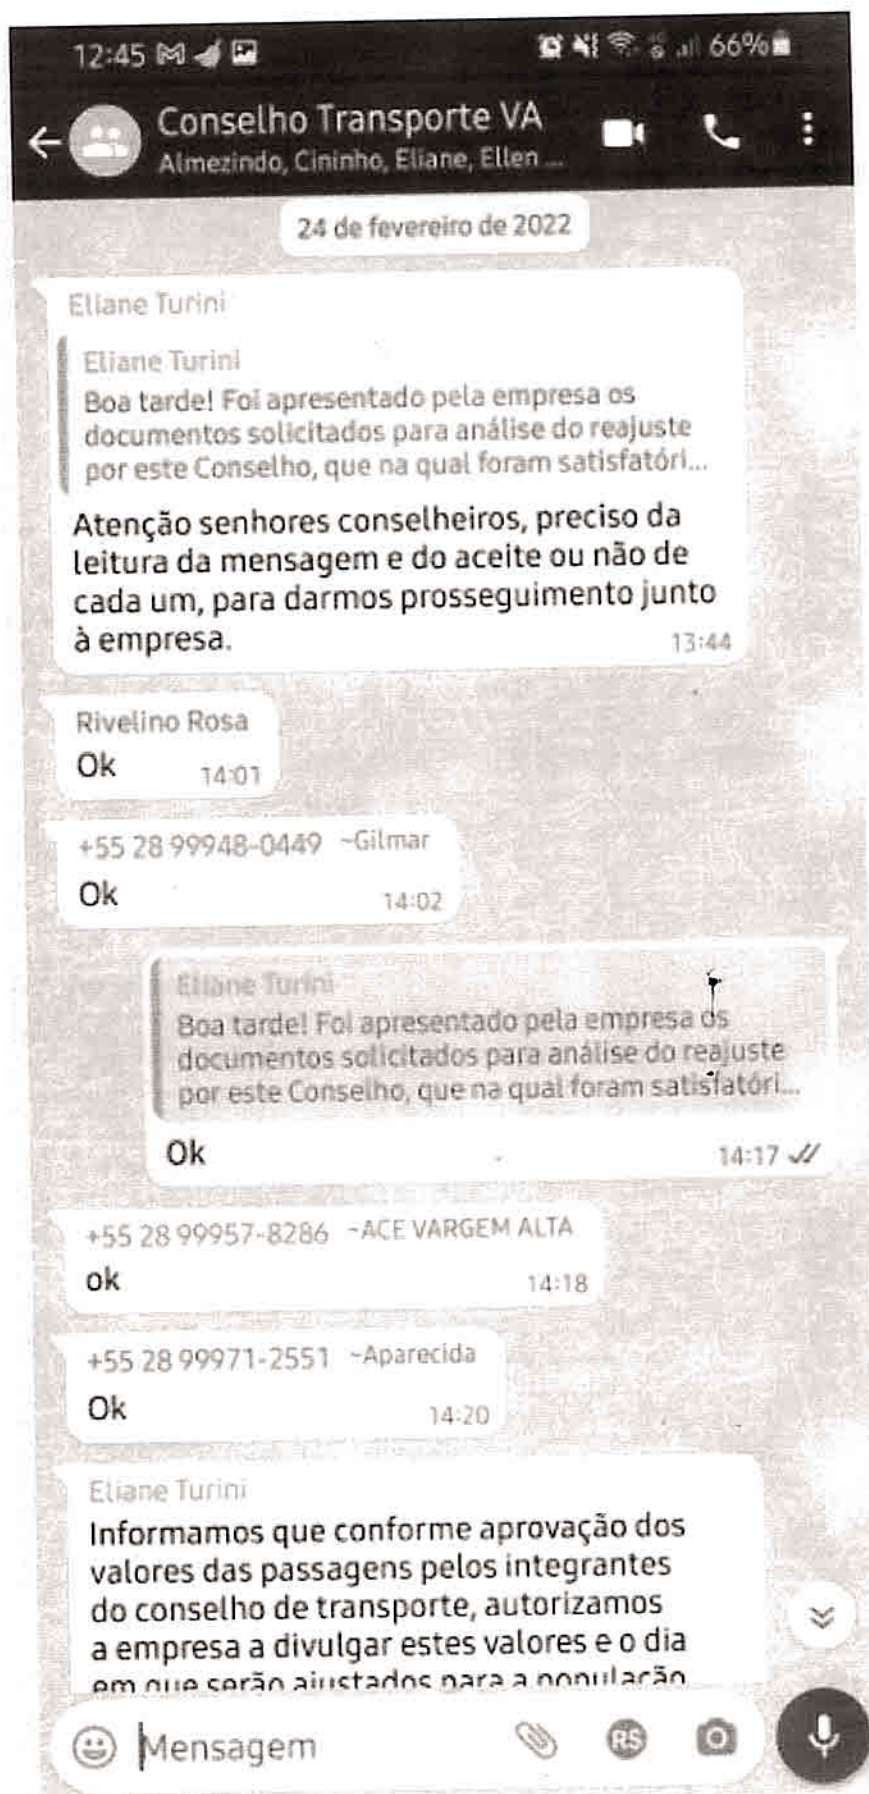 12:45
66%
Conselho Transporte VA
Almezindo, Cininho, Eliane, Ellen ...
24 de fevereiro de 2022
Eliane Turini
Eliane Turini
Boa tarde! Foi apresentado pela empresa os
documentos solicitados para análise do reajuste
por este Conselho, que na qual foram satisfatóri...
Atenção senhores conselheiros, preciso da
leitura da mensagem e do aceite ou não de
cada um, para darmos prosseguimento junto
à empresa.
13:44
Rivelino Rosa
Ok
14:01
+55 28 99948-0449 ~Gilmar
Ok
14:02
Eliane Turini
Boa tarde! Foi apresentado pela empresa os
documentos solicitados para análise do reajuste
por este Conselho, que na qual foram satisfatóri...
Ok
14:17
+55 28 99957-8286 ~ACE VARGEM ALTA
ok
14:18
+55 28 99971-2551 ~Aparecida
Ok
14:20
Eliane Turini
Informamos que conforme aprovação dos
valores das passagens pelos integrantes
do conselho de transporte, autorizamos
a empresa a divulgar estes valores e o dia
em que serão ajustados para a população
Mensagem
RS